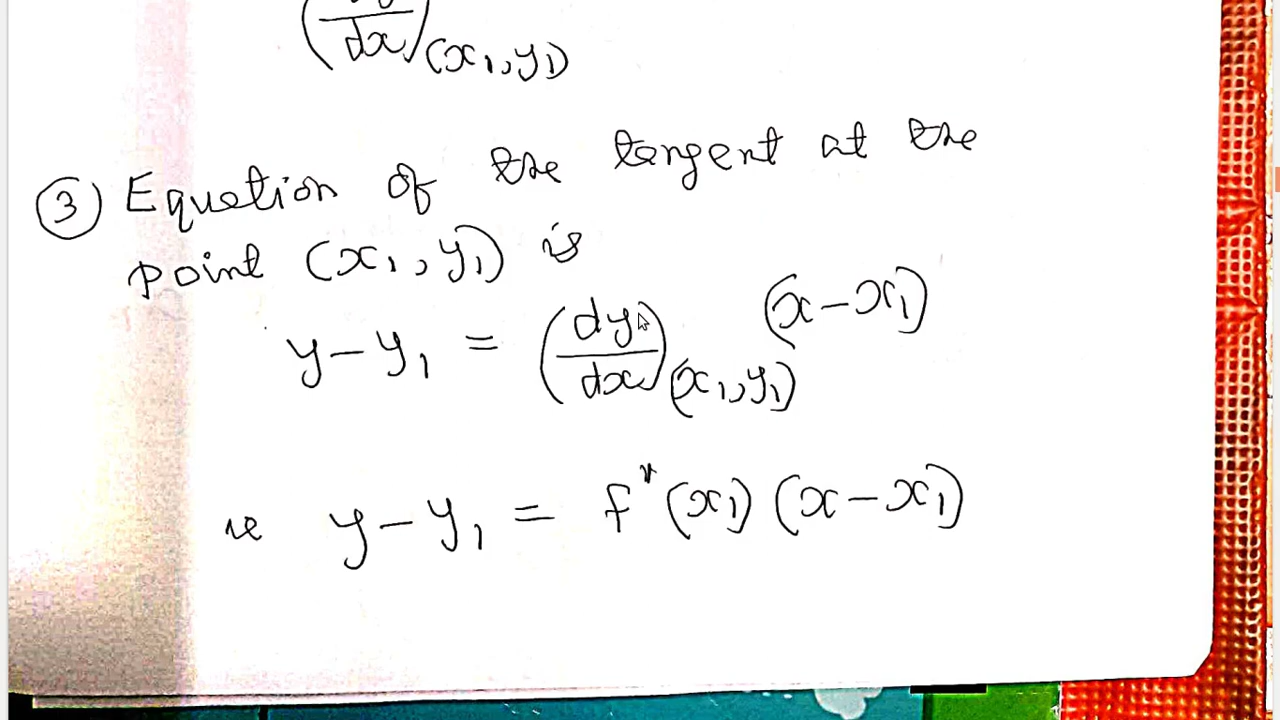 (dy/dx)(x₁, y₁)
③ Equation of the tangent at the
point (x₁, y₁) is
y − y₁ = (dy/dx)(x₁, y₁) (x − x₁)
ie y − y₁ = f'(x₁) (x − x₁)